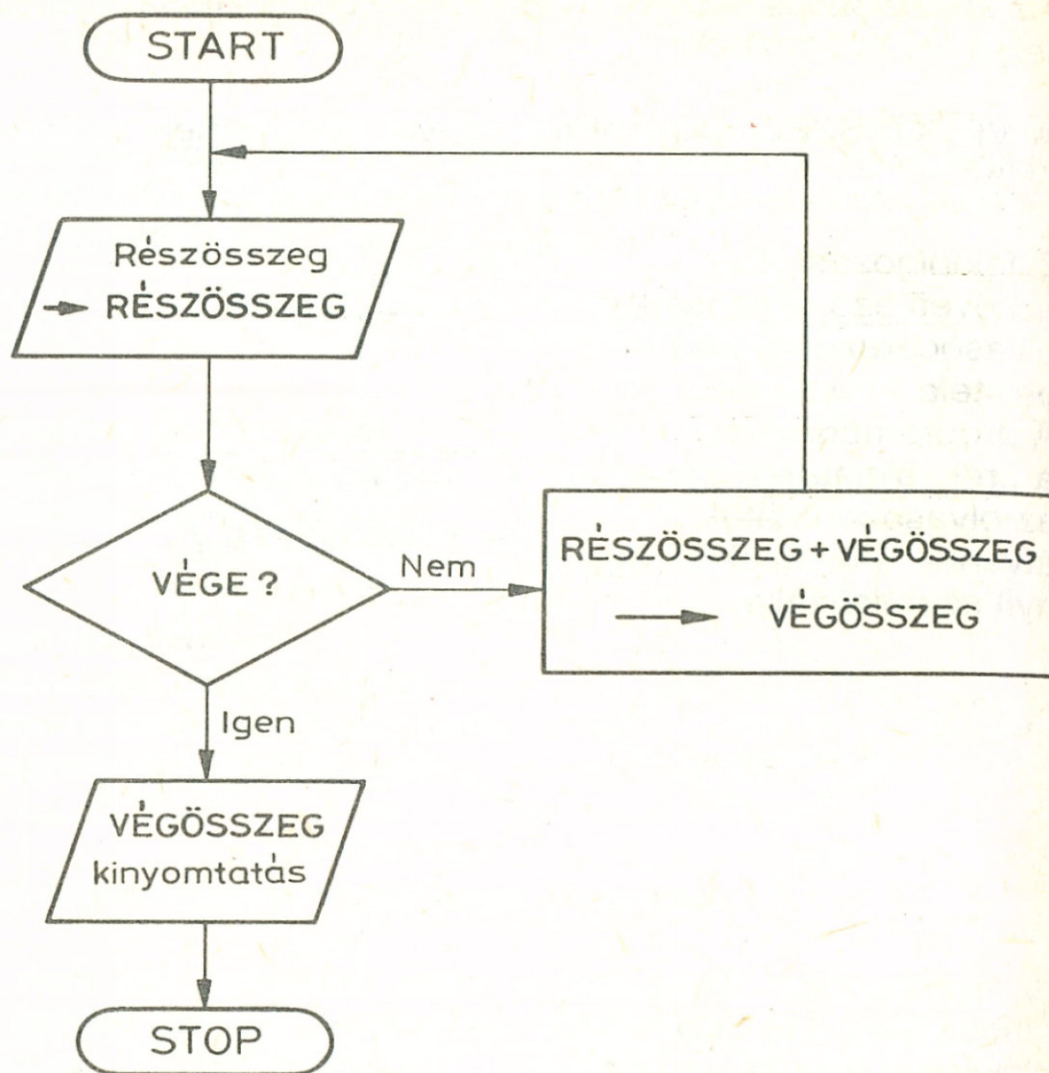 START
Részösszeg
→ RÉSZÖSSZEG
VÉGE?
Nem
RÉSZÖSSZEG + VÉGÖSSZEG
→ VÉGÖSSZEG
Igen
VÉGÖSSZEG
kinyomtatás
STOP